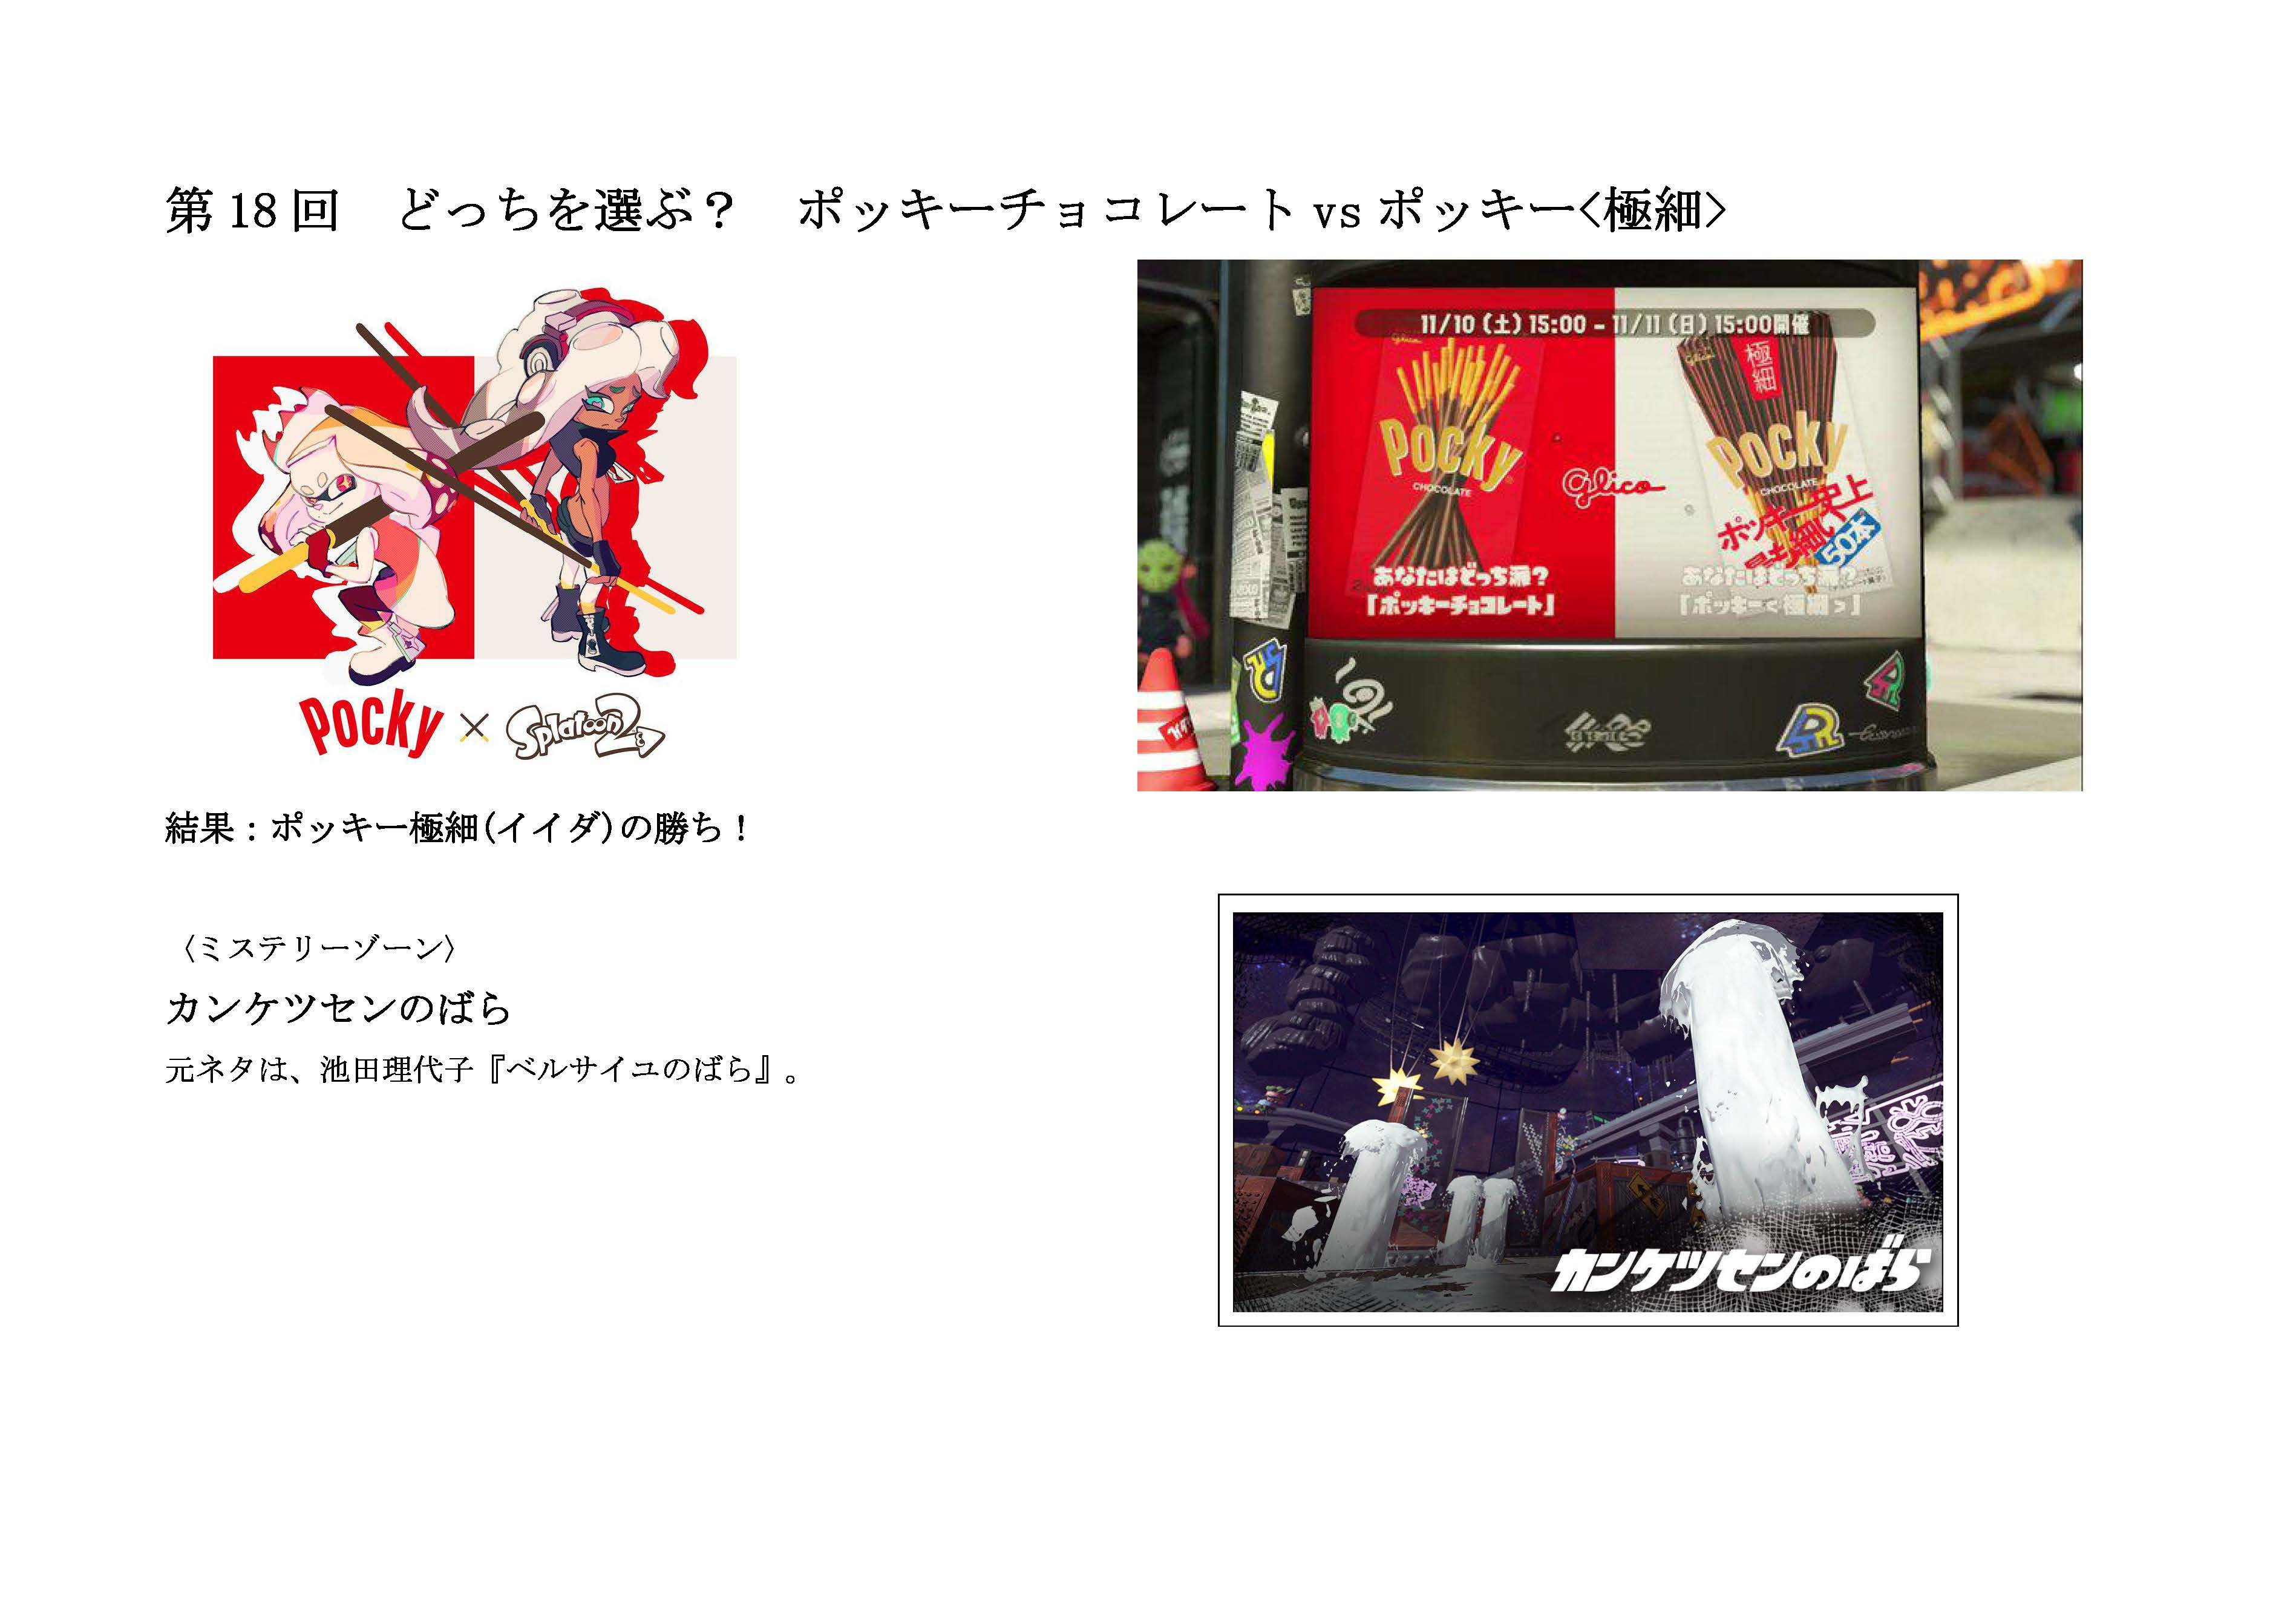 第18回　どっちを選ぶ？　ポッキーチョコレート vs ポッキー<極細>
Pocky × Splatoon2
11/10（土）15:00 – 11/11（日）15:00開催
Glico
Pocky
CHOCOLATE
あなたはどっち派？
「ポッキーチョコレート」
Glico
Glico
極細
Pocky
CHOCOLATE
ポッキー史上
50本
あなたはどっち派？
「ポッキー＜極細＞」
結果：ポッキー極細(イイダ)の勝ち！
〈ミステリーゾーン〉
カンケツセンのばら
元ネタは、池田理代子『ベルサイユのばら』。
カンケツセンのばら